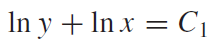 ln y + ln x = C₁